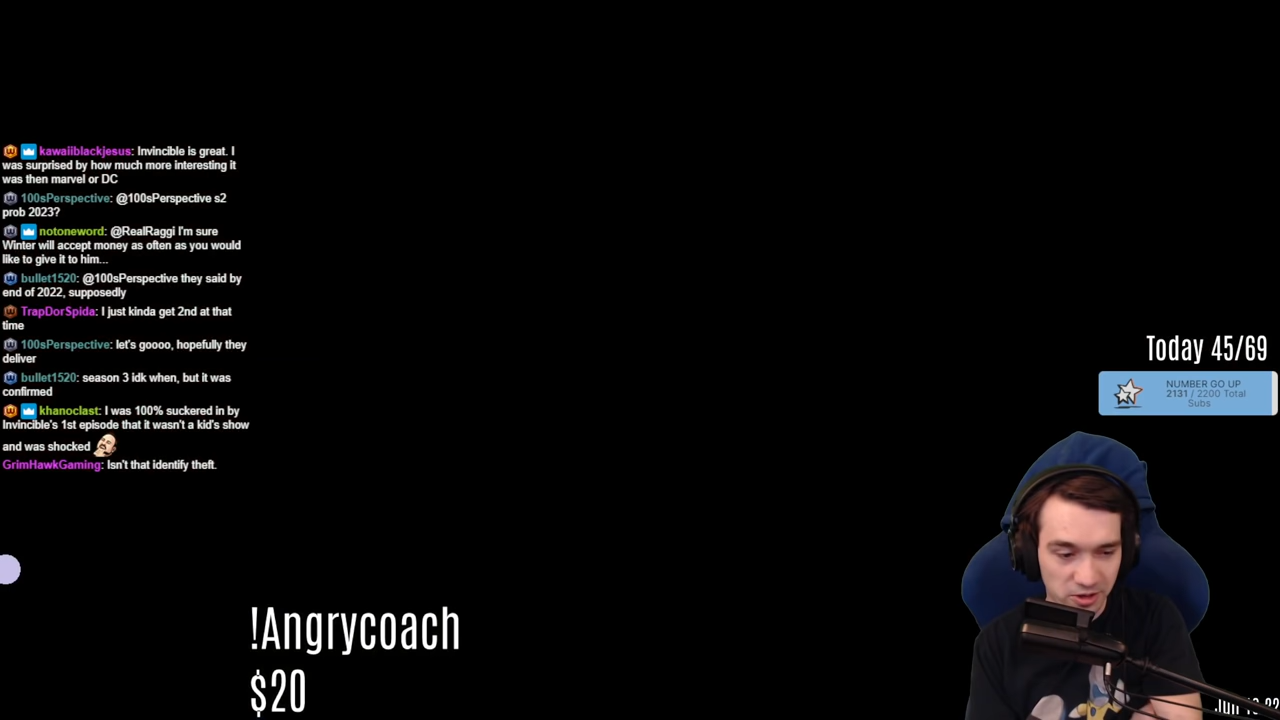 kawaiiblackjesus: Invincible is great. I
was surprised by how much more interesting it
was then marvel or DC
100sPerspective: @100sPerspective s2
prob 2023?
notoneword: @RealRaggi I'm sure
Winter will accept money as often as you would
like to give it to him...
bullet1520: @100sPerspective they said by
end of 2022, supposedly
TrapDorSpida: I just kinda get 2nd at that
time
100sPerspective: let's goooo, hopefully they
deliver
bullet1520: season 3 idk when, but it was
confirmed
khanoclast: I was 100% suckered in by
Invincible's 1st episode that it wasn't a kid's show
and was shocked
GrimHawkGaming: Isn't that identify theft.
Today 45/69
NUMBER GO UP
2131 / 2200 Total
Subs
!Angrycoach
$20